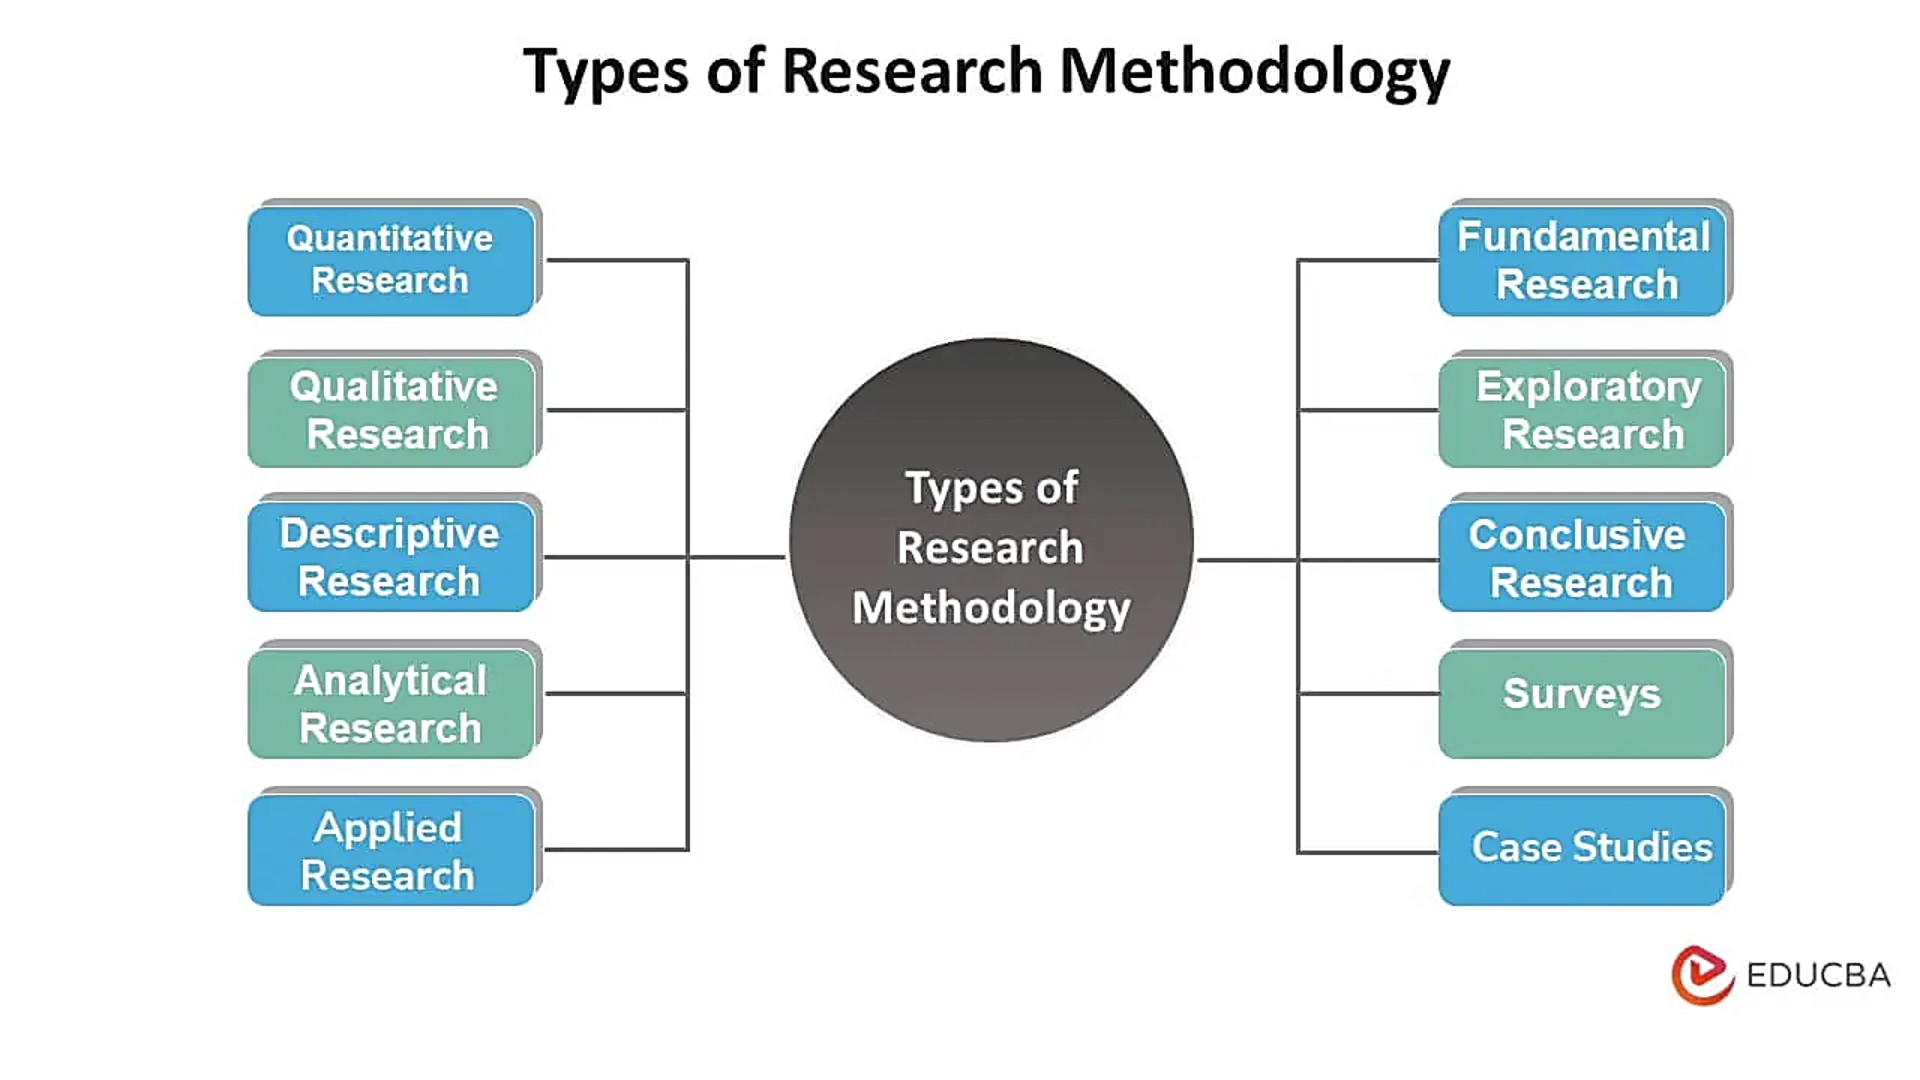 Types of Research Methodology
Quantitative
Research
Qualitative
Research
Descriptive
Research
Analytical
Research
Applied
Research
Types of
Research
Methodology
Fundamental
Research
Exploratory
Research
Conclusive
Research
Surveys
Case Studies
EDUCBA